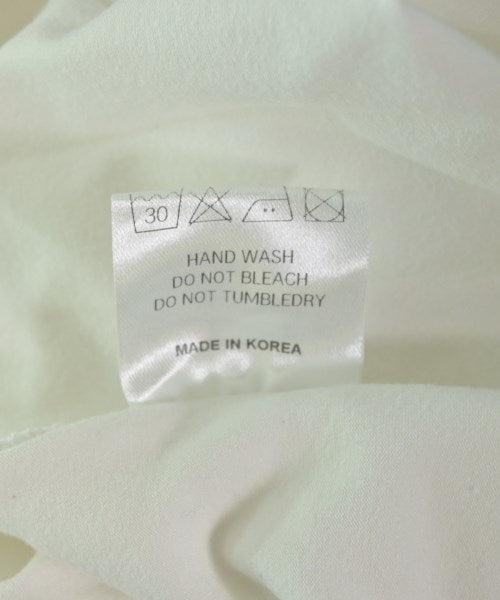 30
HAND WASH
DO NOT BLEACH
DO NOT TUMBLEDRY
MADE IN KOREA